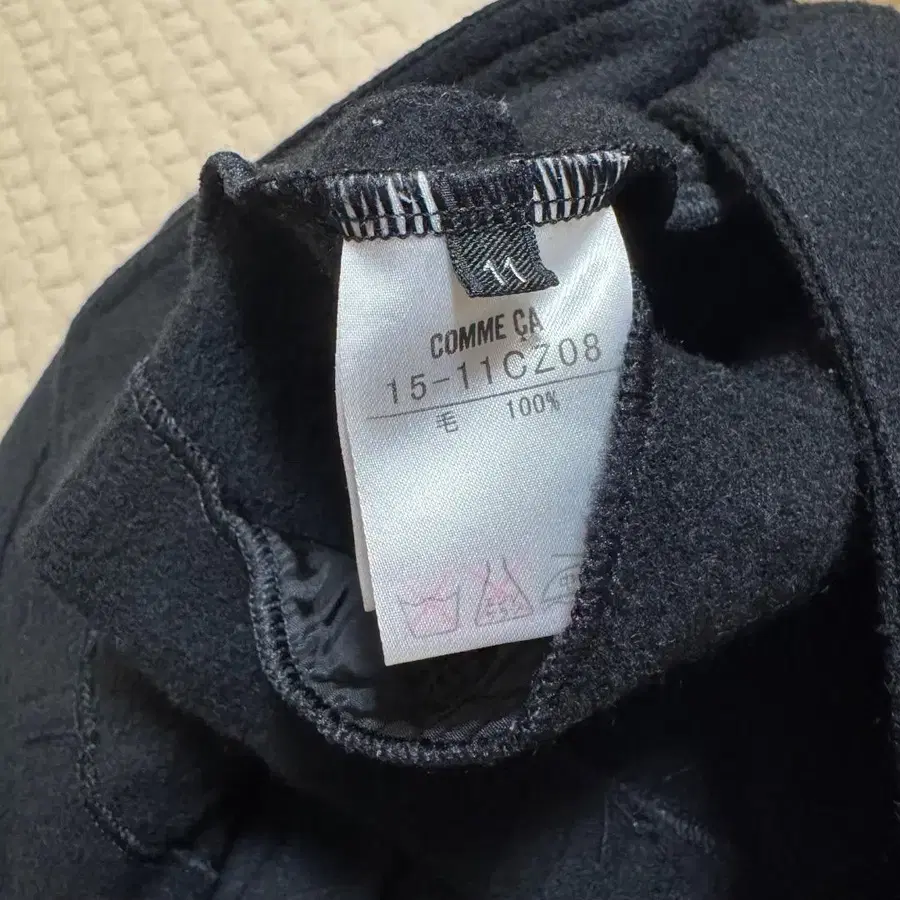 11
COMME ÇA
15-11CZ08
毛 100%